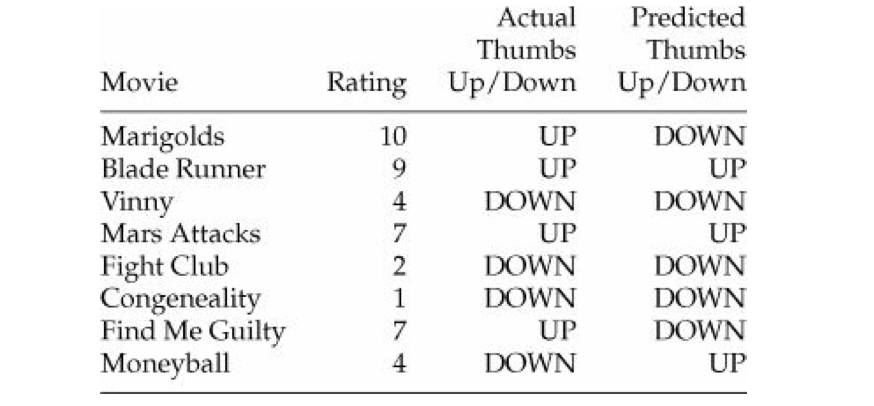 Actual Predicted
Thumbs Thumbs
Movie Rating Up/Down Up/Down
Marigolds 10 UP DOWN
Blade Runner 9 UP UP
Vinny 4 DOWN DOWN
Mars Attacks 7 UP UP
Fight Club 2 DOWN DOWN
Congeneality 1 DOWN DOWN
Find Me Guilty 7 UP DOWN
Moneyball 4 DOWN UP